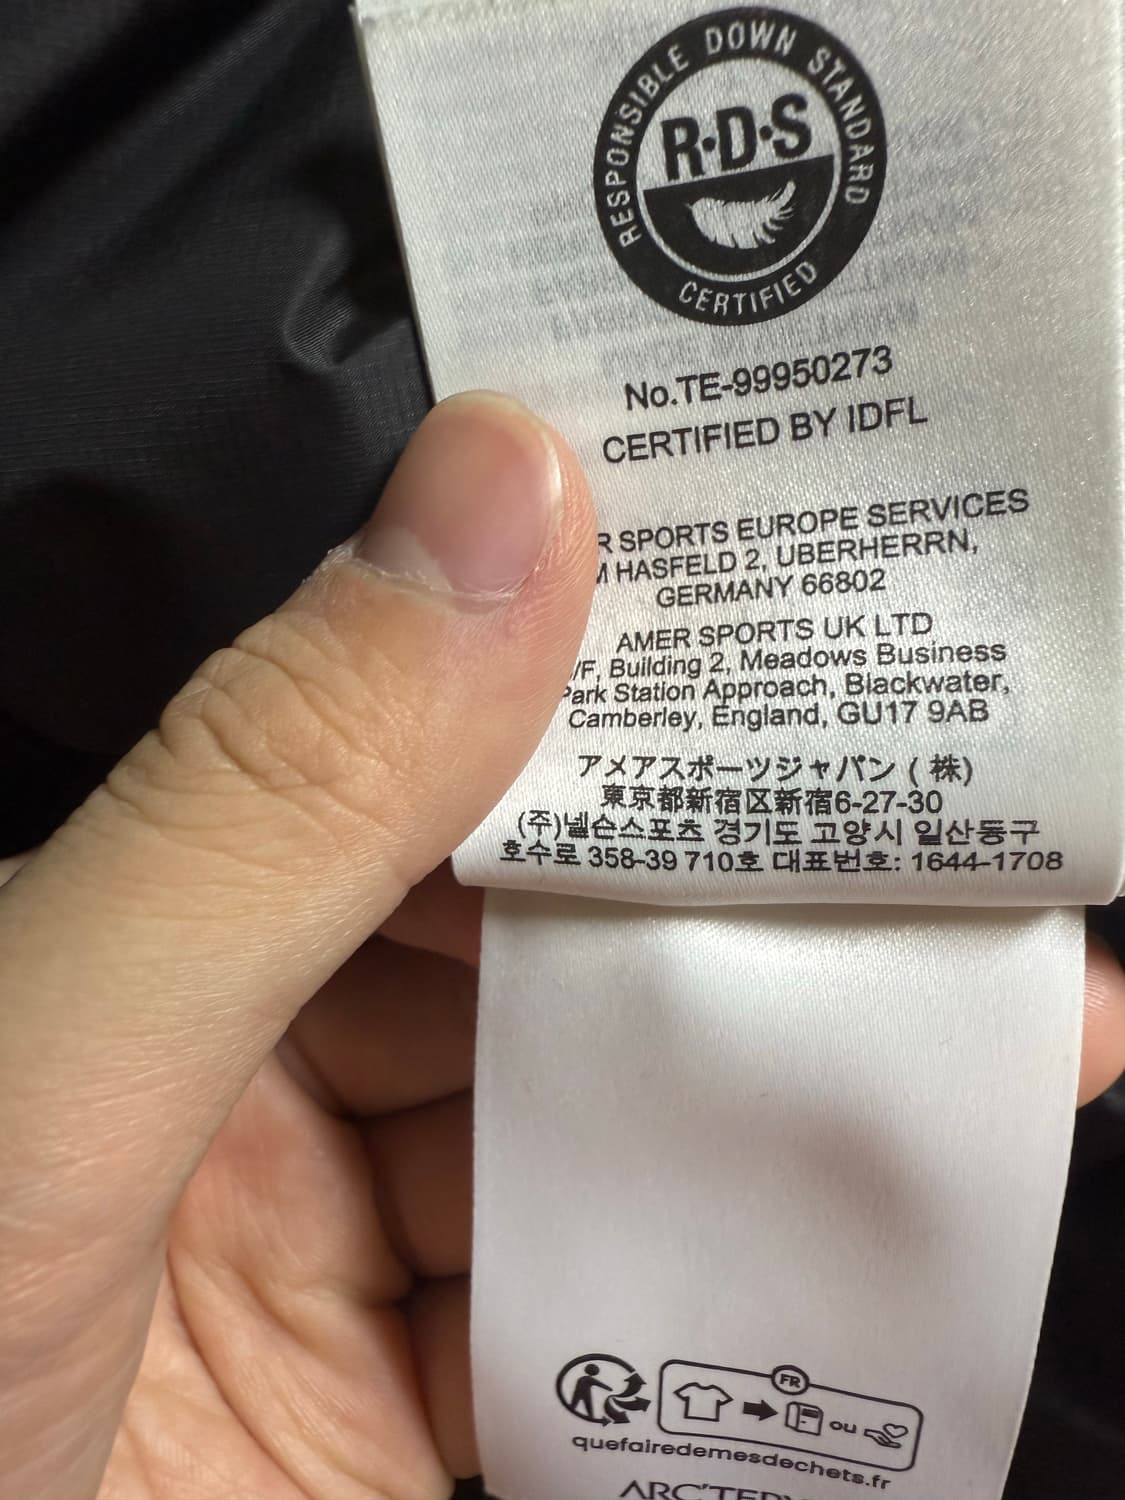 RESPONSIBLE DOWN STANDARD
R·D·S
CERTIFIED
No.TE-99950273
CERTIFIED BY IDFL
SPORTS EUROPE SERVICES
HASFELD 2, UBERHERRN,
GERMANY 66802
AMER SPORTS UK LTD
/F, Building 2, Meadows Business
Park Station Approach, Blackwater,
Camberley, England, GU17 9AB
アメアスポーツジャパン (株)
東京都新宿区新宿6-27-30
(주)넬슨스포츠 경기도 고양시 일산동구
호수로 358-39 710호 대표번호: 1644-1708
FR
ou
quefairedemesdechets.fr